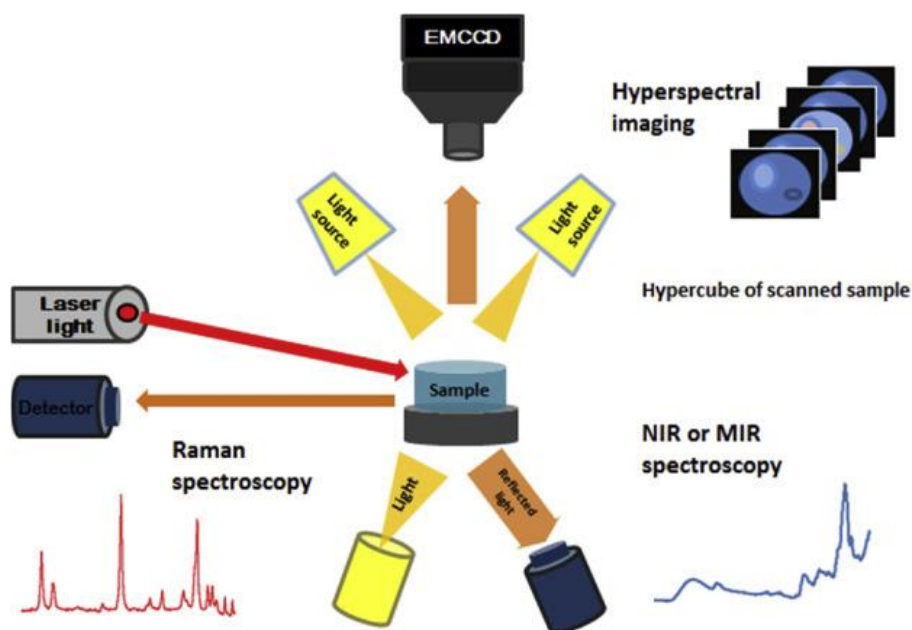 EMCCD
Hyperspectral
imaging
Light
source
Light
source
Hypercube of scanned sample
Laser
light
Sample
Detector
Raman
spectroscopy
NIR or MIR
spectroscopy
Light
Reflected
light